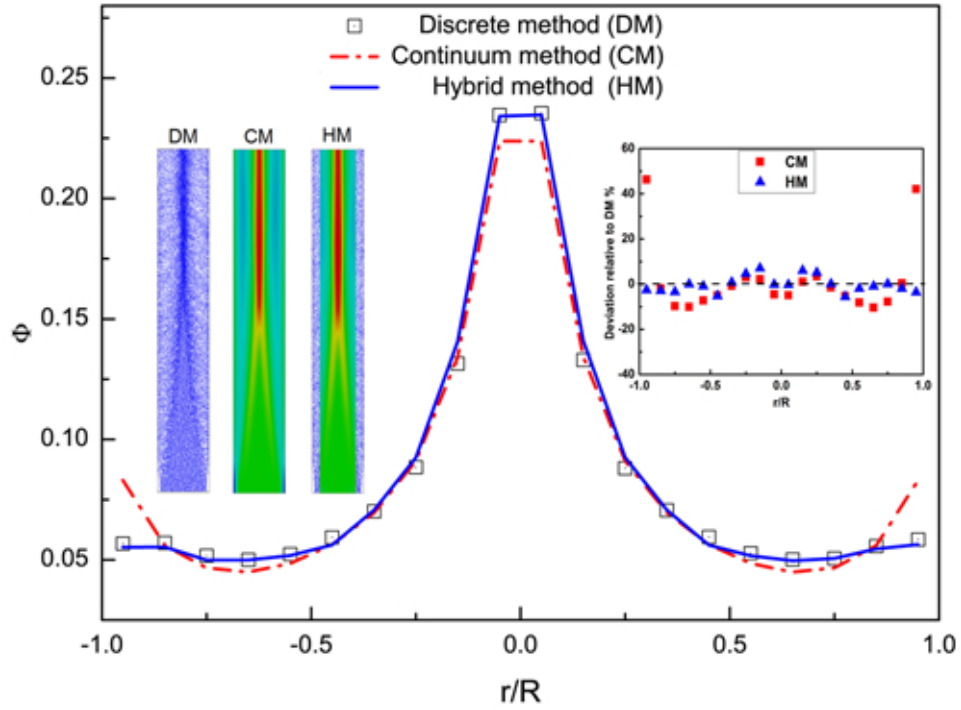 Discrete method (DM)
Continuum method (CM)
Hybrid method (HM)
0.25
0.20
0.15
0.10
0.05
Φ
-1.0
-0.5
0.0
0.5
1.0
r/R
DM
CM
HM
CM
HM
60
40
20
0
-20
-40
Deviation relative to DM %
-1.0
-0.5
0.0
0.5
1.0
r/R